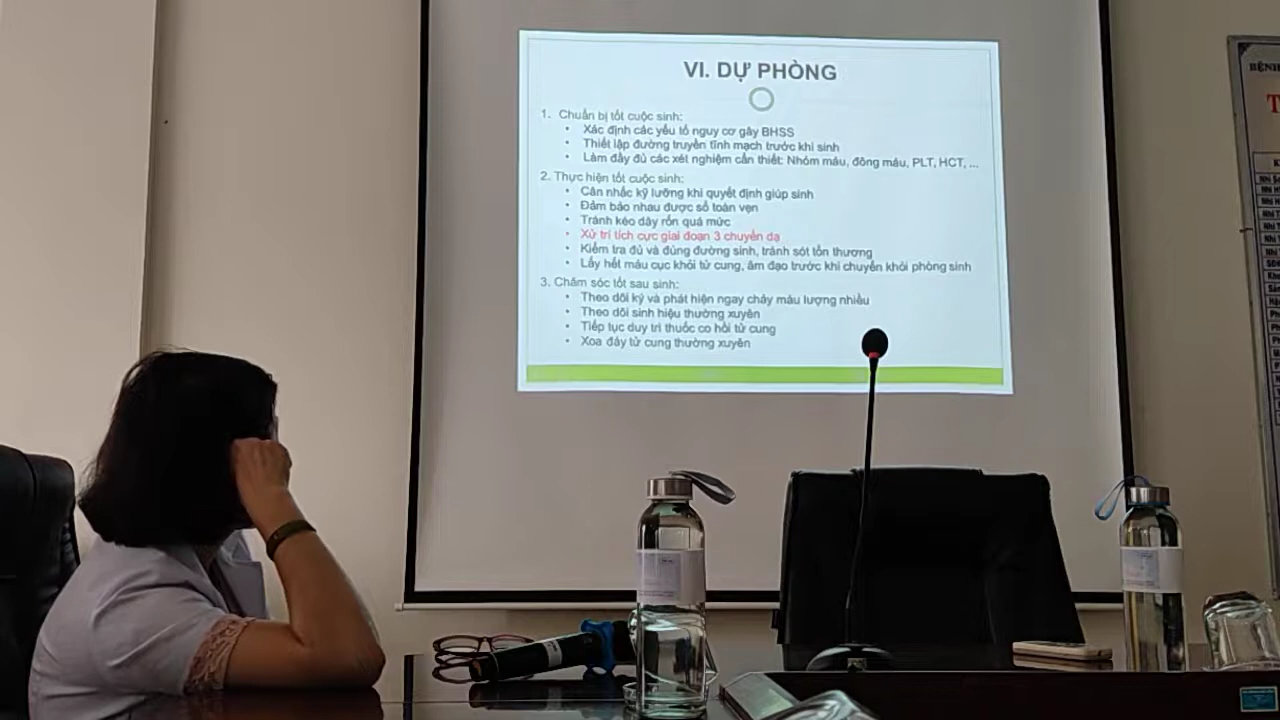 VI. DỰ PHÒNG
1. Chuẩn bị tốt cuộc sinh:
• Xác định các yếu tố nguy cơ gây BHSS
• Thiết lập đường truyền tĩnh mạch trước khi sinh
• Làm đầy đủ các xét nghiệm cần thiết: Nhóm máu, đông máu, PLT, HCT, ...
2. Thực hiện tốt cuộc sinh:
• Cân nhắc kỹ lưỡng khi quyết định giúp sinh
• Đảm bảo nhau được sổ toàn vẹn
• Tránh kéo dây rốn quá mức
• Xử trí tích cực giai đoạn 3 chuyển dạ
• Kiểm tra đủ và đúng đường sinh, tránh sót tổn thương
• Lấy hết máu cục khỏi tử cung, âm đạo trước khi chuyển khỏi phòng sinh
3. Chăm sóc tốt sau sinh:
• Theo dõi kỹ và phát hiện ngay chảy máu lượng nhiều
• Theo dõi sinh hiệu thường xuyên
• Tiếp tục duy trì thuốc co hồi tử cung
• Xoa đáy tử cung thường xuyên
BỆNH